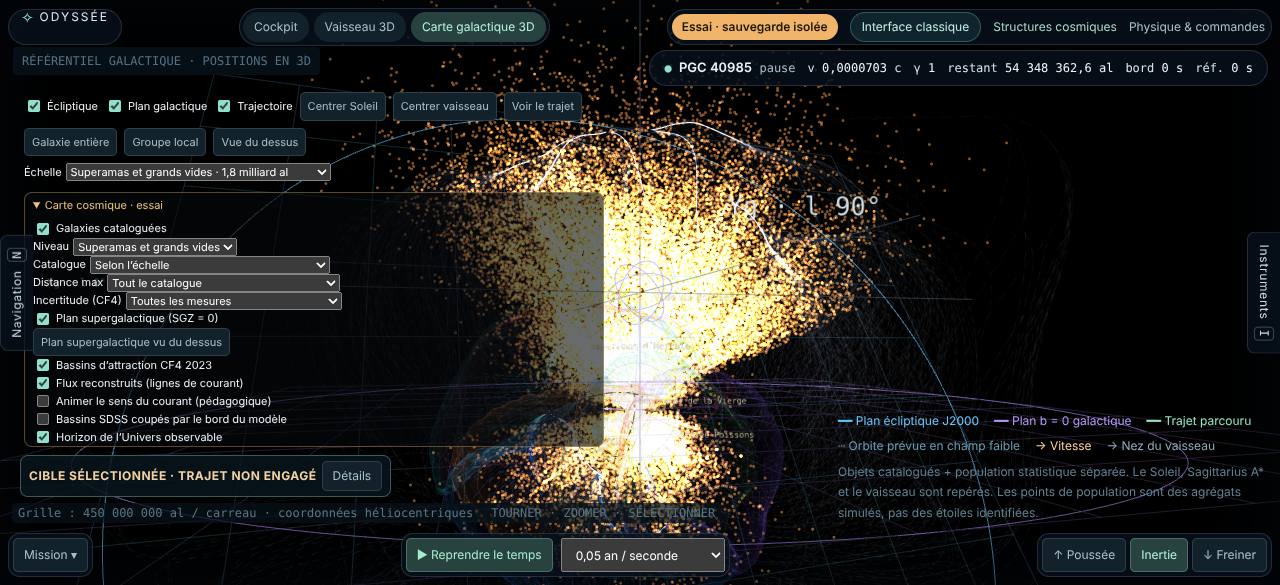 ✧ ODYSSÉE
Cockpit Vaisseau 3D Carte galactique 3D
Essai · sauvegarde isolée Interface classique Structures cosmiques Physique & commandes
RÉFÉRENTIEL GALACTIQUE · POSITIONS EN 3D
PGC 40985 pause v 0,0000703 c γ 1 restant 54 348 362,6 al bord 0 s réf. 0 s
Écliptique Plan galactique Trajectoire Centrer Soleil Centrer vaisseau Voir le trajet
Galaxie entière Groupe local Vue du dessus
Échelle Superamas et grands vides · 1,8 milliard al
▼ Carte cosmique · essai
Galaxies cataloguées
Niveau Superamas et grands vides
Catalogue Selon l’échelle
Distance max Tout le catalogue
Incertitude (CF4) Toutes les mesures
Plan supergalactique (SGZ = 0)
Plan supergalactique vu du dessus
Bassins d’attraction CF4 2023
Flux reconstruits (lignes de courant)
Animer le sens du courant (pédagogique)
Bassins SDSS coupés par le bord du modèle
Horizon de l’Univers observable
Navigation N
Instruments I
l 90°
de la Vierge
Poissons
Plan écliptique J2000 Plan b = 0 galactique Trajet parcouru
Orbite prévue en champ faible → Vitesse → Nez du vaisseau
Objets catalogués + population statistique séparée. Le Soleil, Sagittarius A*
et le vaisseau sont repérés. Les points de population sont des agrégats
simulés, pas des étoiles identifiées.
CIBLE SÉLECTIONNÉE · TRAJET NON ENGAGÉ Détails
Grille : 450 000 000 al / carreau · coordonnées héliocentriques TOURNER · ZOOMER · SÉLECTIONNER
Mission ▾
▶ Reprendre le temps 0,05 an / seconde
↑ Poussée Inertie ↓ Freiner